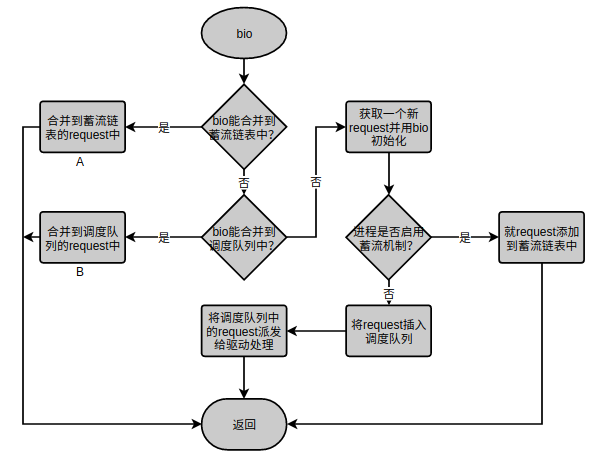 bio
bio能合并到
蓄流链表中？
是
合并到蓄流链
表的request中
A
否
bio能合并到
调度队列中？
是
合并到调度队
列的request中
B
否
获取一个新
request并用bio
初始化
进程是否启用
蓄流机制？
是
就request添加
到蓄流链表中
否
将request插入
调度队列
将调度队列中
的request派发
给驱动处理
返回